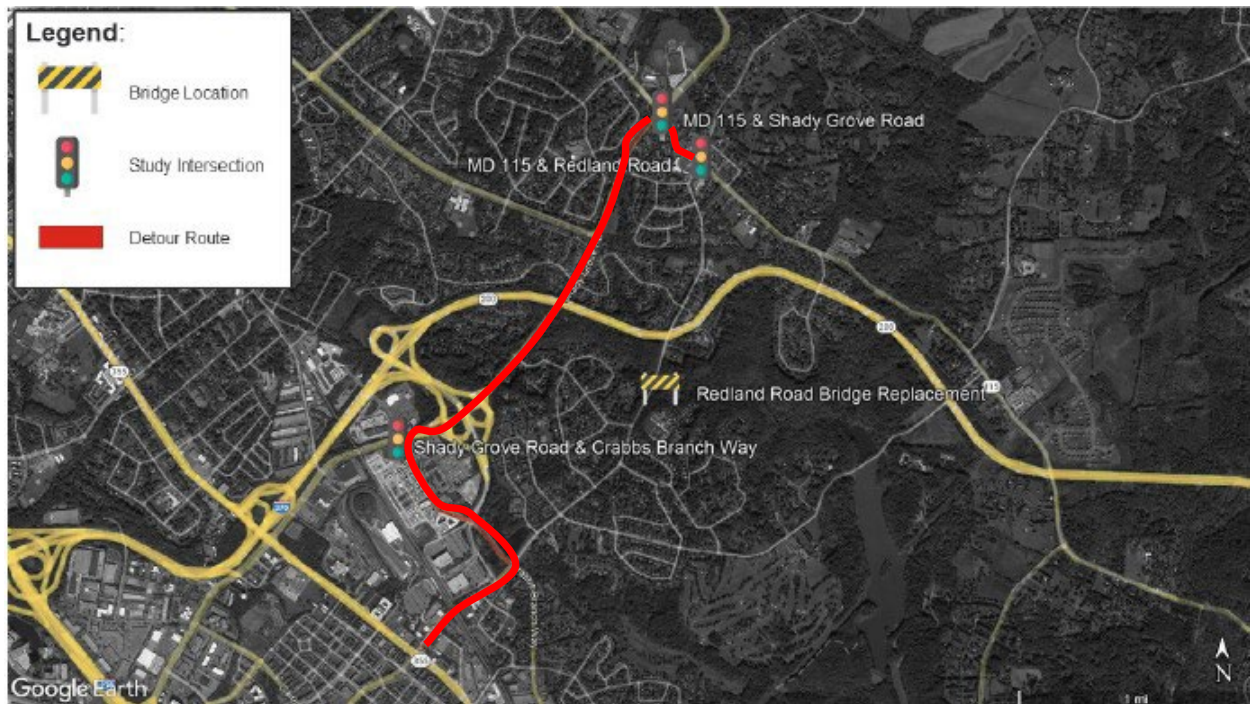 Legend:
Bridge Location
Study Intersection
Detour Route
MD 115 & Shady Grove Road
MD 115 & Redland Road
200
200
355
115
Redland Road Bridge Replacement
Shady Grove Road & Crabbs Branch Way
370
355
Google Earth
1 mi
N